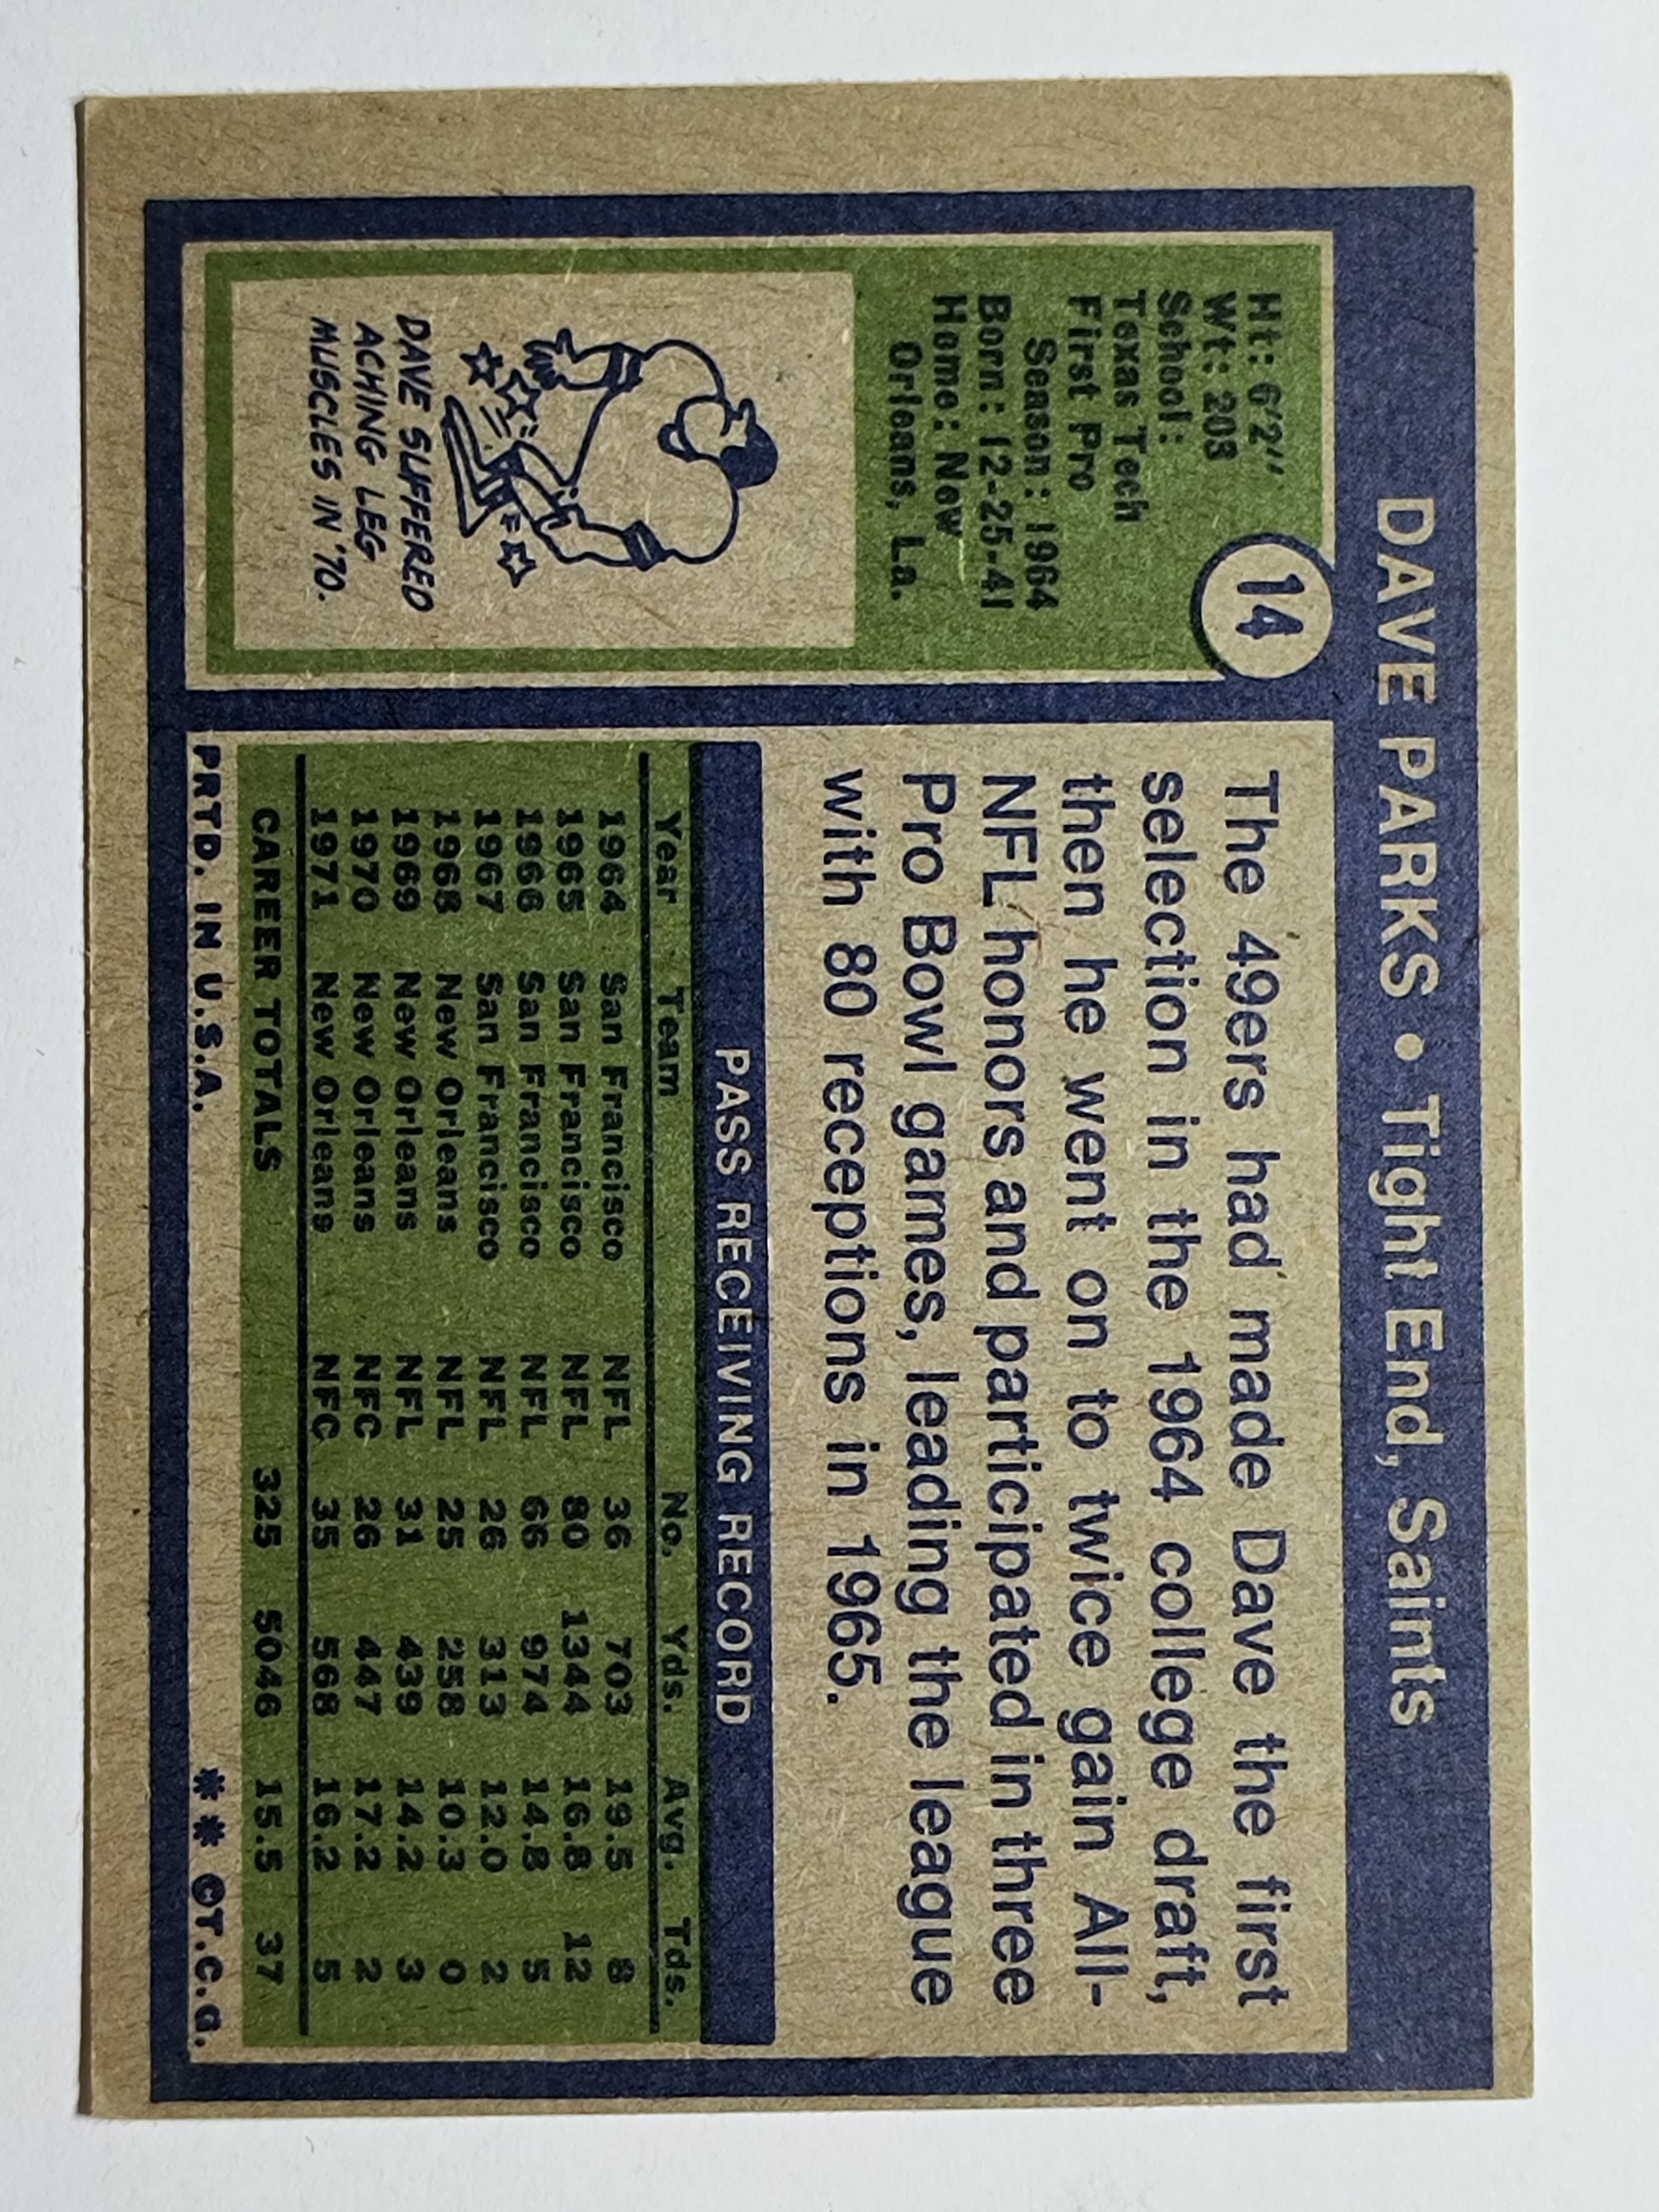 DAVE PARKS • Tight End, Saints
14
Ht: 6'2"
Wt: 203
School:
Texas Tech
First Pro
Season: 1964
Born: 12-25-41
Home: New
Orleans, La.
DAVE SUFFERED
ACHING LEG
MUSCLES IN '70.
The 49ers had made Dave the first
selection in the 1964 college draft,
then he went on to twice gain All-
NFL honors and participated in three
Pro Bowl games, leading the league
with 80 receptions in 1965.
PASS RECEIVING RECORD
Year Team No. Yds. Avg. Tds.
1964 San Francisco NFL 36 703 19.5 8
1965 San Francisco NFL 80 1344 16.8 12
1966 San Francisco NFL 66 974 14.8 5
1967 San Francisco NFL 26 313 12.0 2
1968 New Orleans NFL 25 258 10.3 0
1969 New Orleans NFL 31 439 14.2 3
1970 New Orleans NFC 26 447 17.2 2
1971 New Orleans NFC 35 568 16.2 5
CAREER TOTALS 325 5046 15.5 37
PRTD. IN U.S.A. ** ©T.C.G.